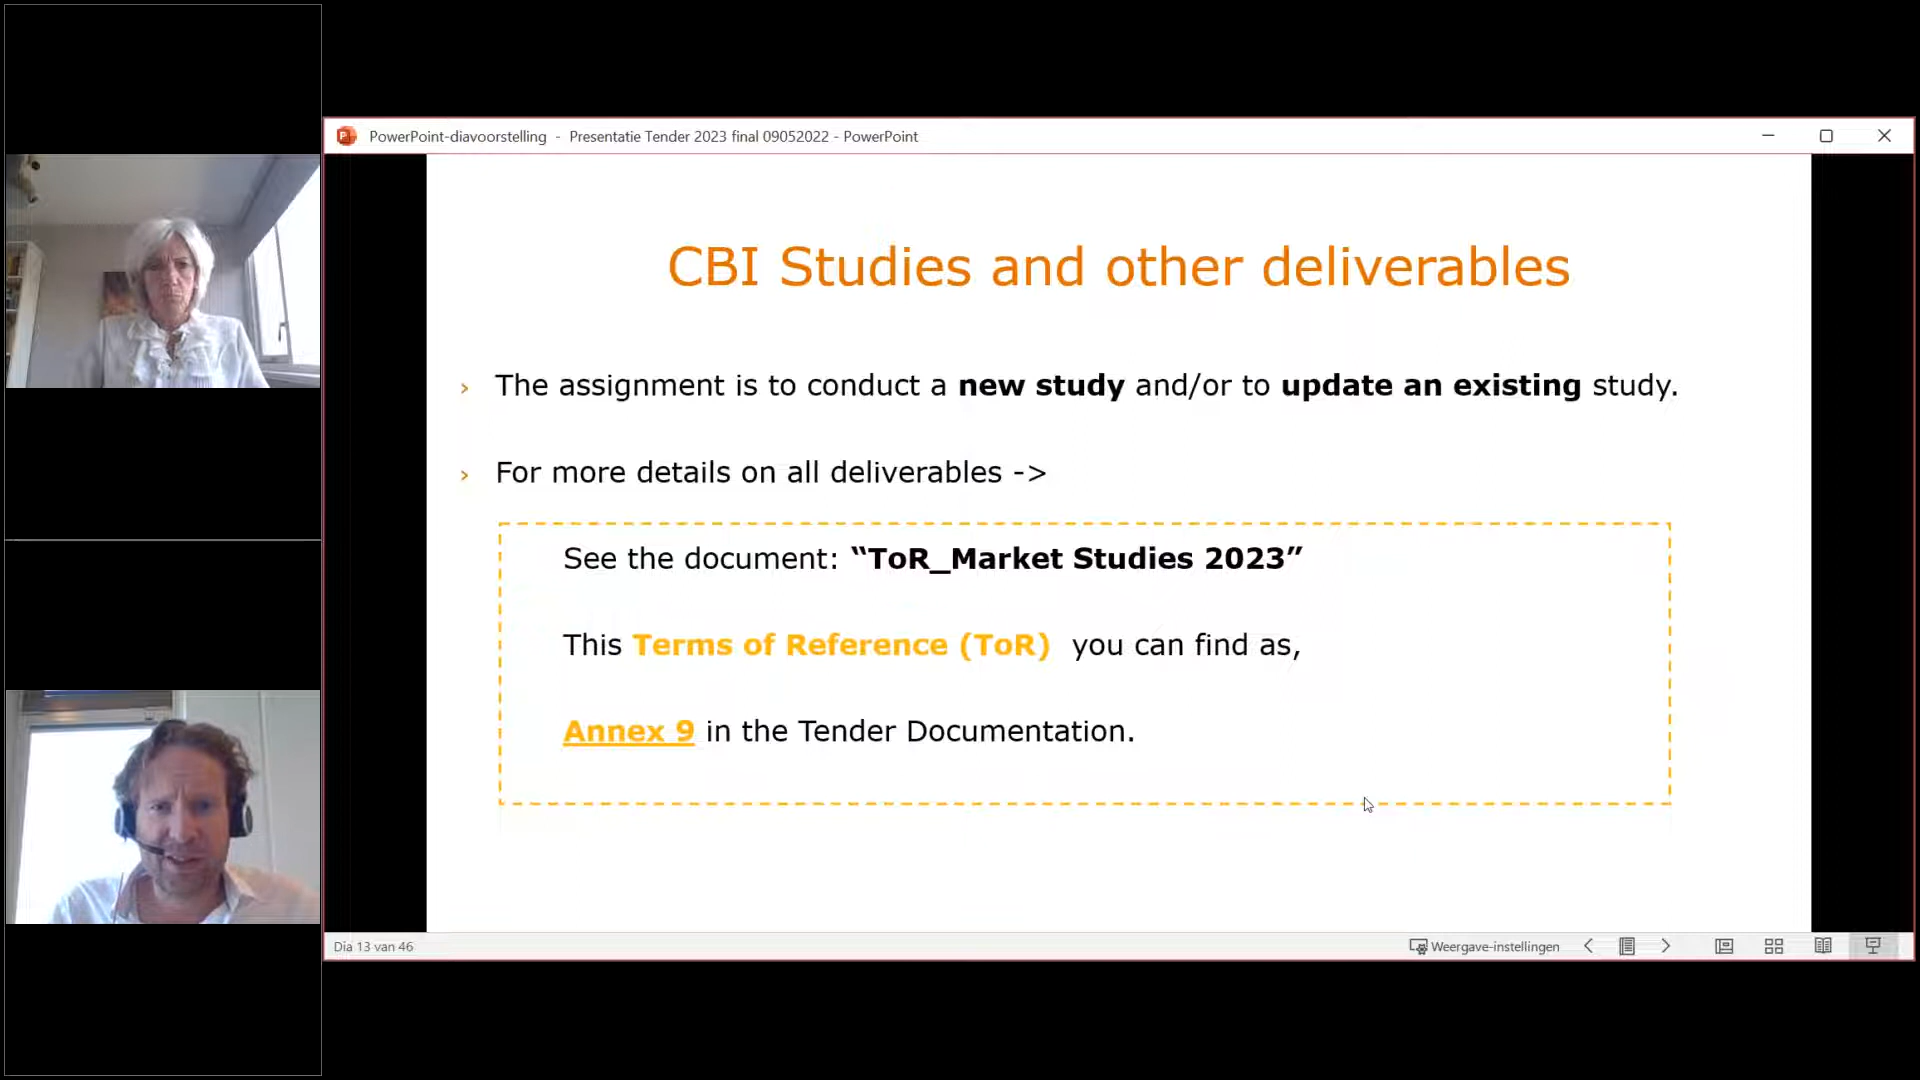 PowerPoint-diavoorstelling - Presentatie Tender 2023 final 09052022 - PowerPoint
CBI Studies and other deliverables
› The assignment is to conduct a new study and/or to update an existing study.
› For more details on all deliverables ->
See the document: “ToR_Market Studies 2023”
This Terms of Reference (ToR) you can find as,
Annex 9 in the Tender Documentation.
Dia 13 van 46
Weergave-instellingen